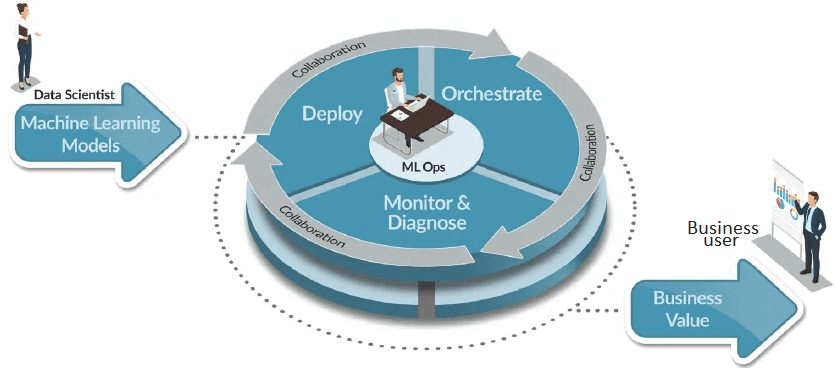 Data Scientist
Machine Learning
Models
Collaboration
Deploy
Orchestrate
Collaboration
ML Ops
Monitor &
Diagnose
Collaboration
Business
user
Business
Value